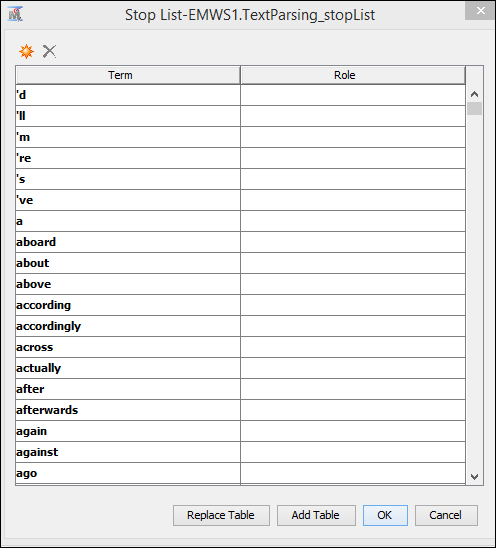 Stop List-EMWS1.TextParsing_stopList
Term Role
'd
'll
'm
're
's
've
a
aboard
about
above
according
accordingly
across
actually
after
afterwards
again
against
ago
Replace Table Add Table OK Cancel